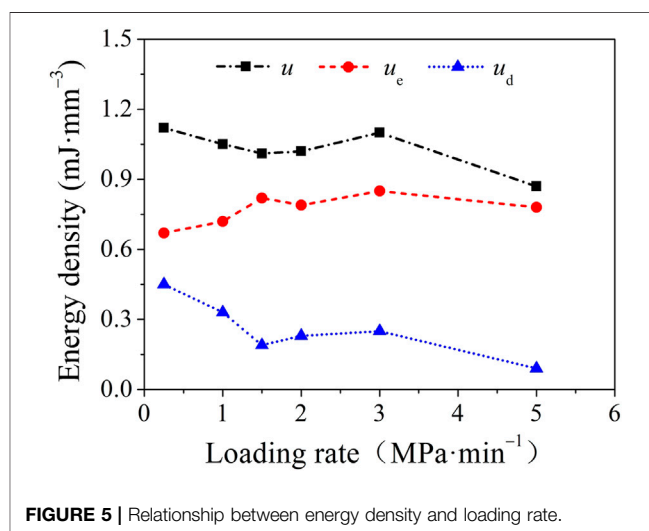 1.5
1.2
0.9
0.6
0.3
0.0
Energy density (mJ·mm⁻³)
u
uₑ
u_d
0 1 2 3 4 5 6
Loading rate（MPa·min⁻¹）
FIGURE 5 | Relationship between energy density and loading rate.